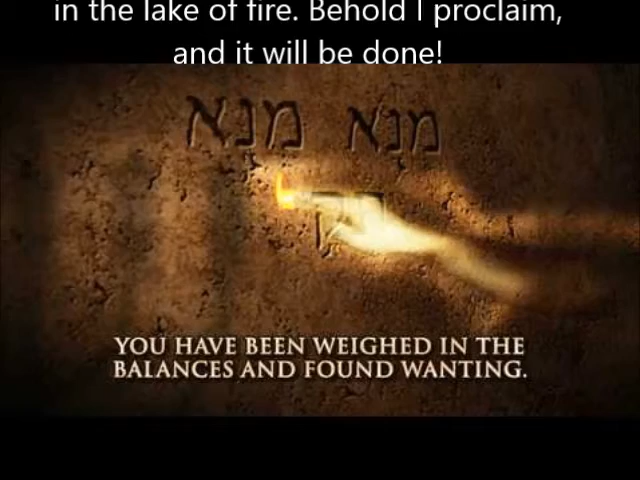 in the lake of fire. Behold I proclaim,
and it will be done!
מנא מנא
YOU HAVE BEEN WEIGHED IN THE
BALANCES AND FOUND WANTING.